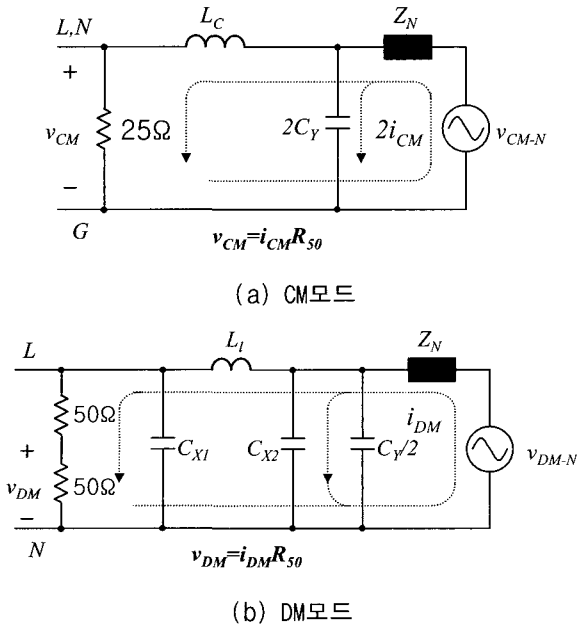 L_C
Z_N
L,N
+
v_CM
25Ω
2C_Y
2i_CM
v_CM-N
−
G
v_CM=i_CM R_50
(a) CM모드
L_l
Z_N
L
50Ω
+
v_DM
50Ω
C_X1
C_X2
C_Y/2
i_DM
v_DM-N
−
N
v_DM=i_DM R_50
(b) DM모드